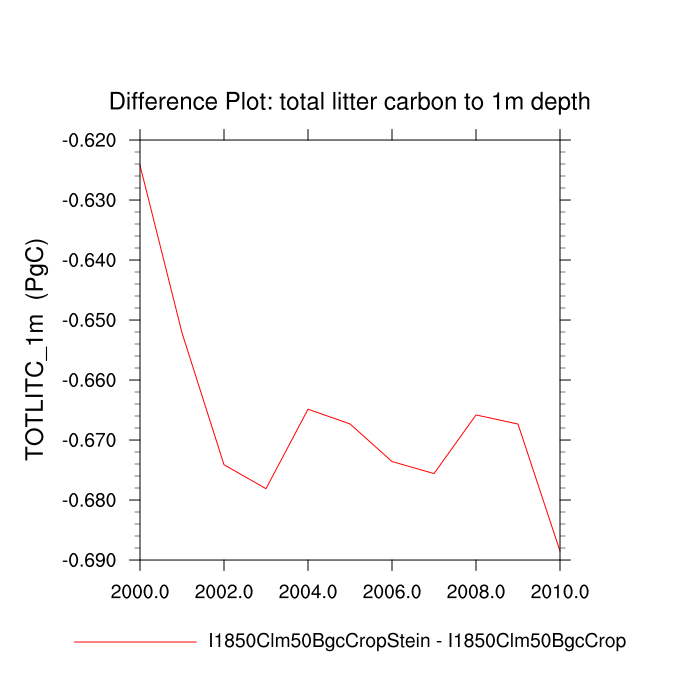 Difference Plot: total litter carbon to 1m depth
TOTLITC_1m (PgC)
-0.620
-0.630
-0.640
-0.650
-0.660
-0.670
-0.680
-0.690
2000.0 2002.0 2004.0 2006.0 2008.0 2010.0
I1850Clm50BgcCropStein - I1850Clm50BgcCrop